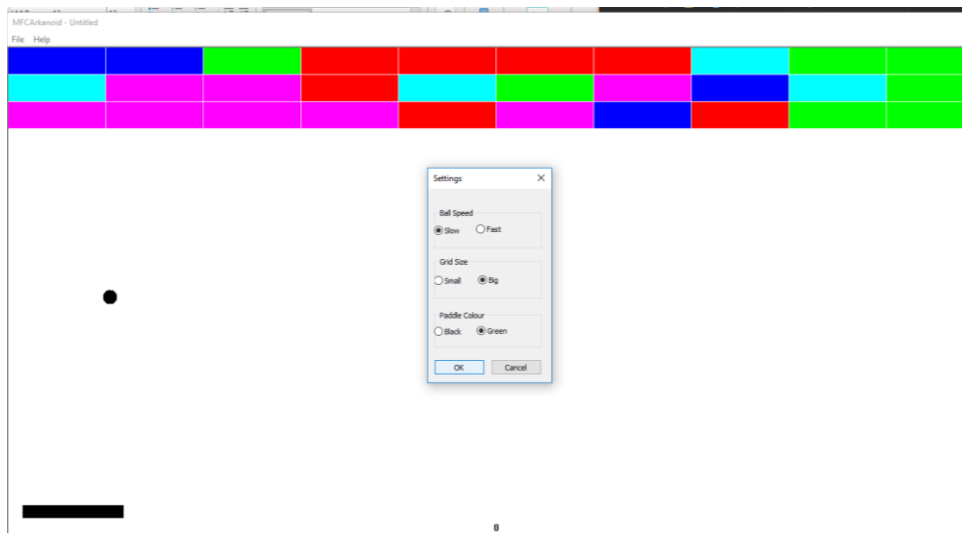 MFCArkanoid - Untitled
File Help
Settings
Ball Speed
Slow Fast
Grid Size
Small Big
Paddle Colour
Black Green
OK Cancel
0